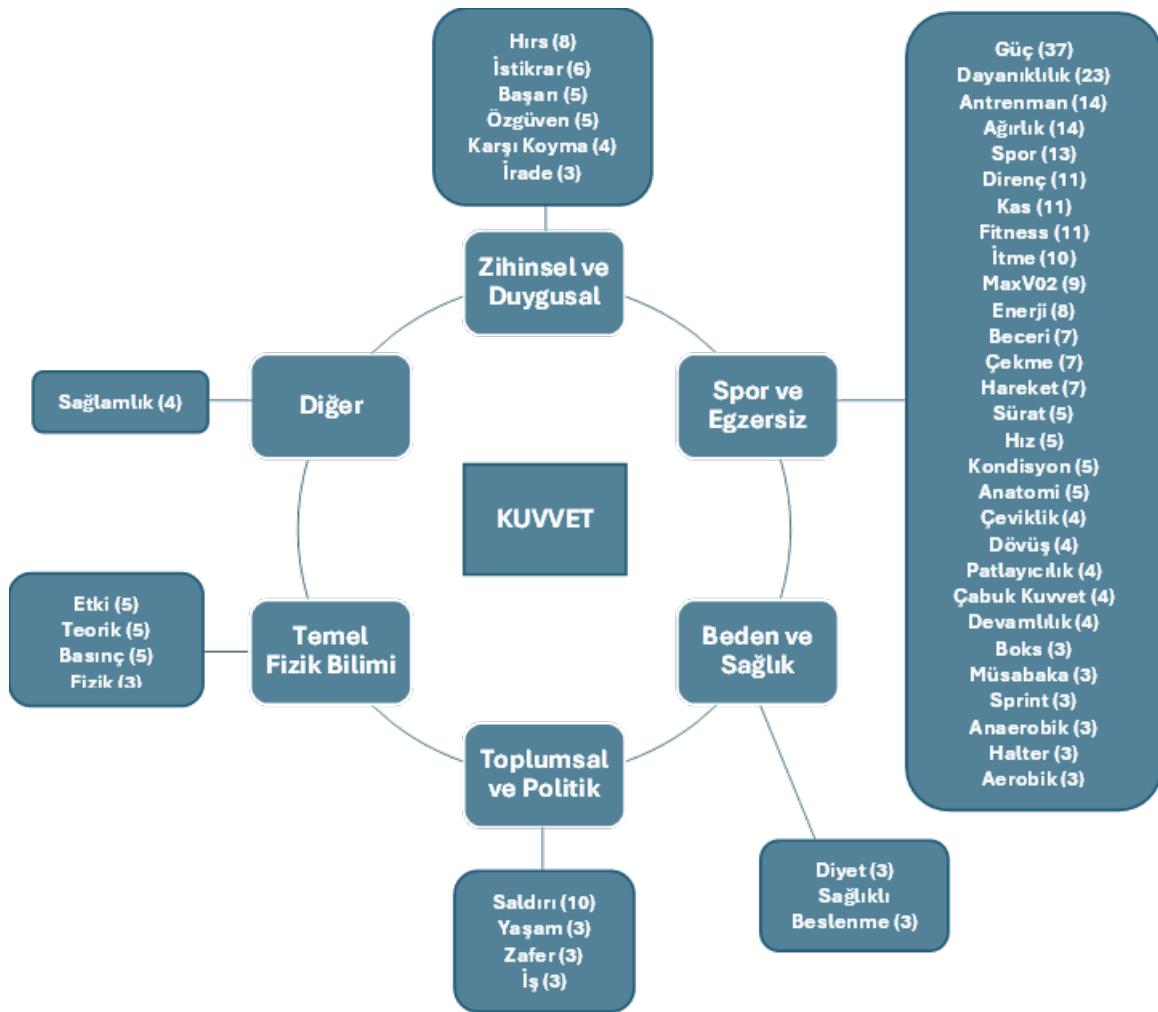 Hırs (8)
İstikrar (6)
Başarı (5)
Özgüven (5)
Karşı Koyma (4)
İrade (3)
Zihinsel ve
Duygusal
Güç (37)
Dayanıklılık (23)
Antrenman (14)
Ağırlık (14)
Spor (13)
Direnç (11)
Kas (11)
Fitness (11)
İtme (10)
MaxV02 (9)
Enerji (8)
Beceri (7)
Çekme (7)
Hareket (7)
Sürat (5)
Hız (5)
Kondisyon (5)
Anatomi (5)
Çeviklik (4)
Dövüş (4)
Patlayıcılık (4)
Çabuk Kuvvet (4)
Devamlılık (4)
Boks (3)
Müsabaka (3)
Sprint (3)
Anaerobik (3)
Halter (3)
Aerobik (3)
Spor ve
Egzersiz
Diğer
Sağlamlık (4)
KUVVET
Etki (5)
Teorik (5)
Basınç (5)
Fizik (3)
Temel
Fizik Bilimi
Beden ve
Sağlık
Toplumsal
ve Politik
Diyet (3)
Sağlıklı
Beslenme (3)
Saldırı (10)
Yaşam (3)
Zafer (3)
İş (3)